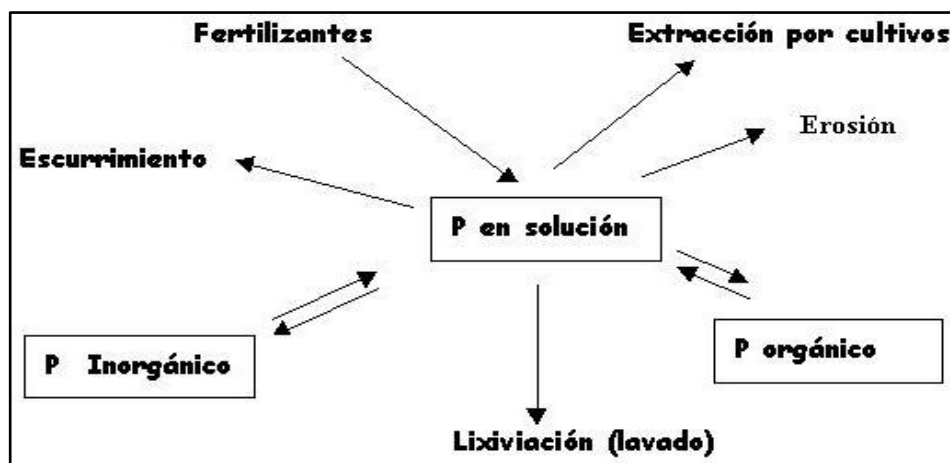 Fertilizantes
Extracción por cultivos
Erosión
Escurrimiento
P en solución
P Inorgánico
P orgánico
Lixiviación (lavado)